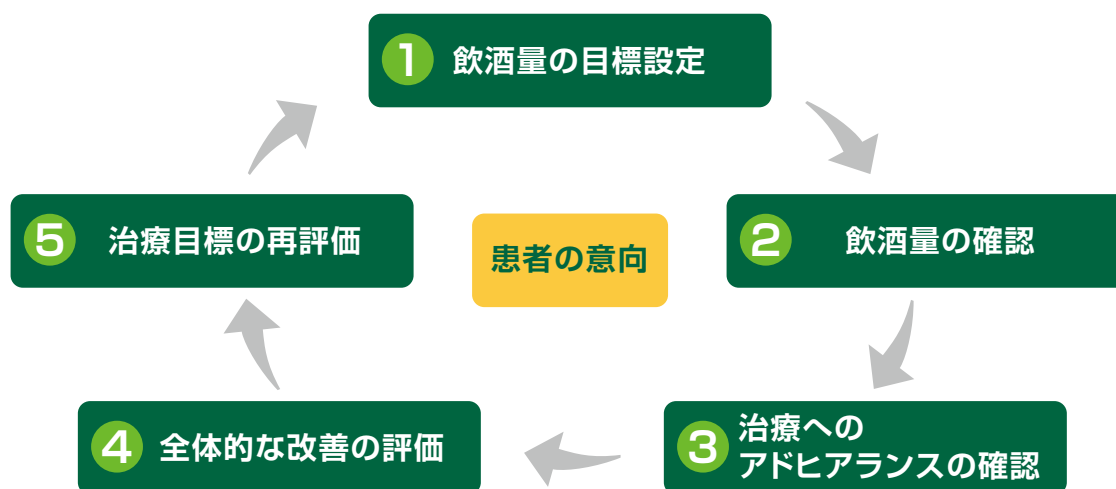 1 飲酒量の目標設定
2 飲酒量の確認
3 治療への
アドヒアランスの確認
4 全体的な改善の評価
5 治療目標の再評価
患者の意向